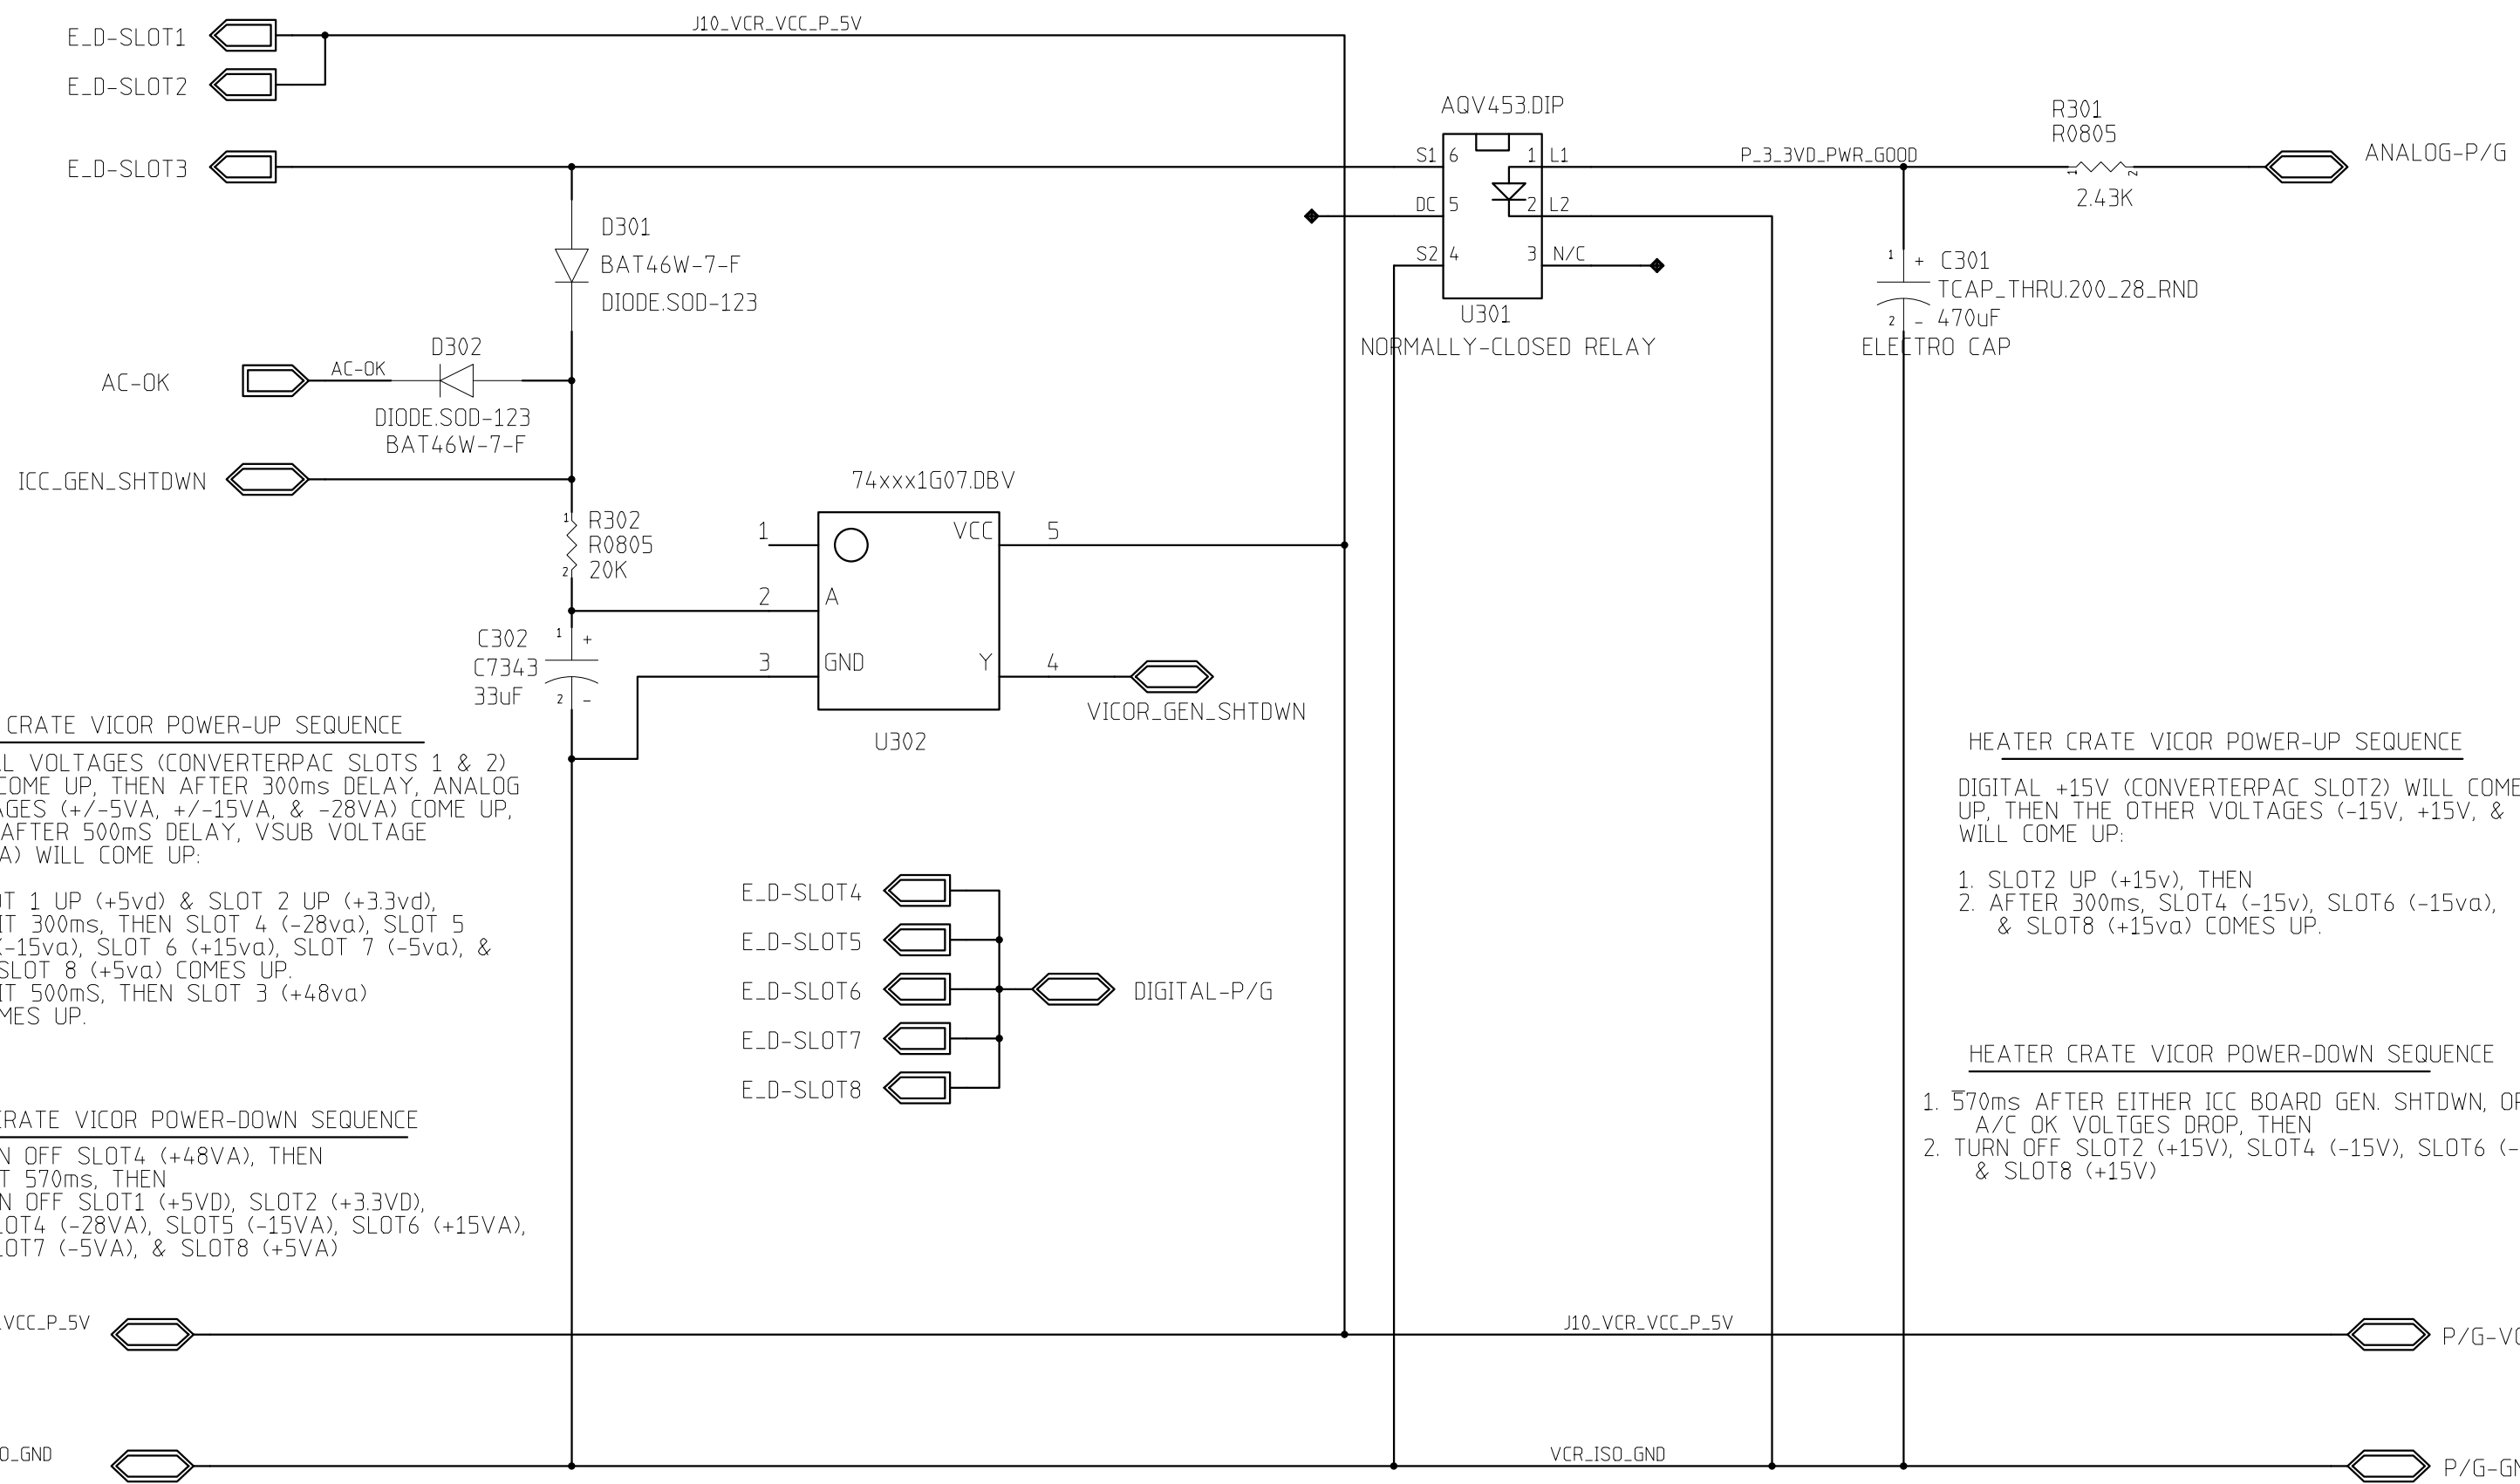 E_D-SLOT1
J10_VCR_VCC_P_5V
E_D-SLOT2
AQV453.DIP
R301
R0805
E_D-SLOT3
S1 6
1 L1
P_3_3VD_PWR_GOOD
1
2
2.43K
ANALOG-P/G
DC 5
2 L2
S2 4
3 N/C
U301
NORMALLY-CLOSED RELAY
1 + C301
TCAP_THRU.200_28_RND
2 - 470uF
ELECTRO CAP
D301
BAT46W-7-F
DIODE.SOD-123
D302
AC-OK
AC-OK
DIODE.SOD-123
BAT46W-7-F
ICC_GEN_SHTDWN
74xxx1G07.DBV
1
R302
R0805
2
20K
1
VCC
5
2
A
3
GND
Y
4
U302
VICOR_GEN_SHTDWN
C302
1 +
C7343
33uF
2 -
CRATE VICOR POWER-UP SEQUENCE
VOLTAGES (CONVERTERPAC SLOTS 1 & 2)
COME UP, THEN AFTER 300ms DELAY, ANALOG
(+/-5VA, +/-15VA, & -28VA) COME UP,
AFTER 500mS DELAY, VSUB VOLTAGE
WILL COME UP:
1 UP (+5vd) & SLOT 2 UP (+3.3vd),
300ms, THEN SLOT 4 (-28va), SLOT 5
(-15va), SLOT 6 (+15va), SLOT 7 (-5va), &
SLOT 8 (+5va) COMES UP.
500mS, THEN SLOT 3 (+48va)
UP.
E_D-SLOT4
E_D-SLOT5
E_D-SLOT6
DIGITAL-P/G
E_D-SLOT7
E_D-SLOT8
CRATE VICOR POWER-DOWN SEQUENCE
OFF SLOT4 (+48VA), THEN
570ms, THEN
OFF SLOT1 (+5VD), SLOT2 (+3.3VD),
SLOT4 (-28VA), SLOT5 (-15VA), SLOT6 (+15VA),
SLOT7 (-5VA), & SLOT8 (+5VA)
HEATER CRATE VICOR POWER-UP SEQUENCE
DIGITAL +15V (CONVERTERPAC SLOT2) WILL COME
UP, THEN THE OTHER VOLTAGES (-15V, +15V, &
WILL COME UP:
1. SLOT2 UP (+15v), THEN
2. AFTER 300ms, SLOT4 (-15v), SLOT6 (-15va),
& SLOT8 (+15va) COMES UP.
HEATER CRATE VICOR POWER-DOWN SEQUENCE
1. 570ms AFTER EITHER ICC BOARD GEN. SHTDWN, OR
A/C OK VOLTGES DROP, THEN
2. TURN OFF SLOT2 (+15V), SLOT4 (-15V), SLOT6 (-
& SLOT8 (+15V)
_VCC_P_5V
J10_VCR_VCC_P_5V
O_GND
VCR_ISO_GND